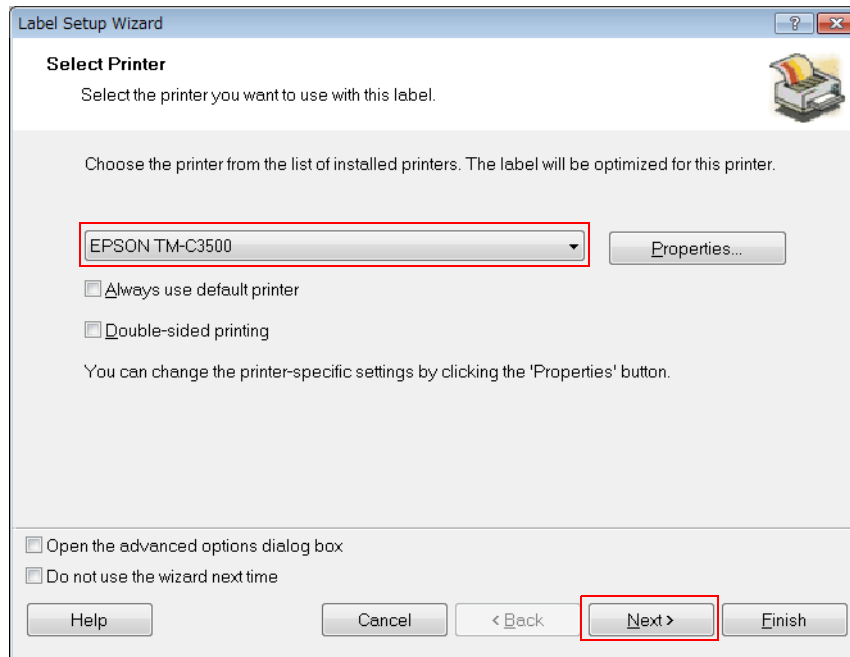 Label Setup Wizard
Select Printer
Select the printer you want to use with this label.
Choose the printer from the list of installed printers. The label will be optimized for this printer.
EPSON TM-C3500
Properties...
Always use default printer
Double-sided printing
You can change the printer-specific settings by clicking the 'Properties' button.
Open the advanced options dialog box
Do not use the wizard next time
Help Cancel < Back Next > Finish